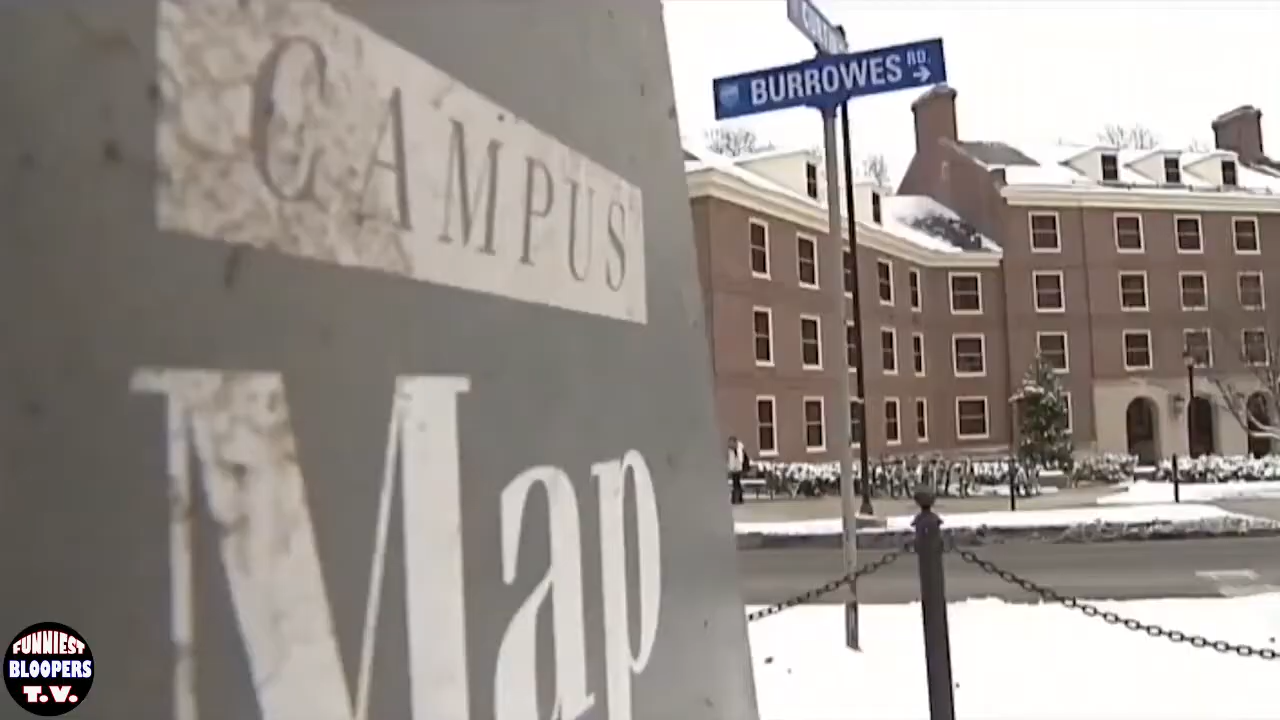 CAMPUS
Map
BURROWES RD.
FUNNIEST
BLOOPERS
T.V.